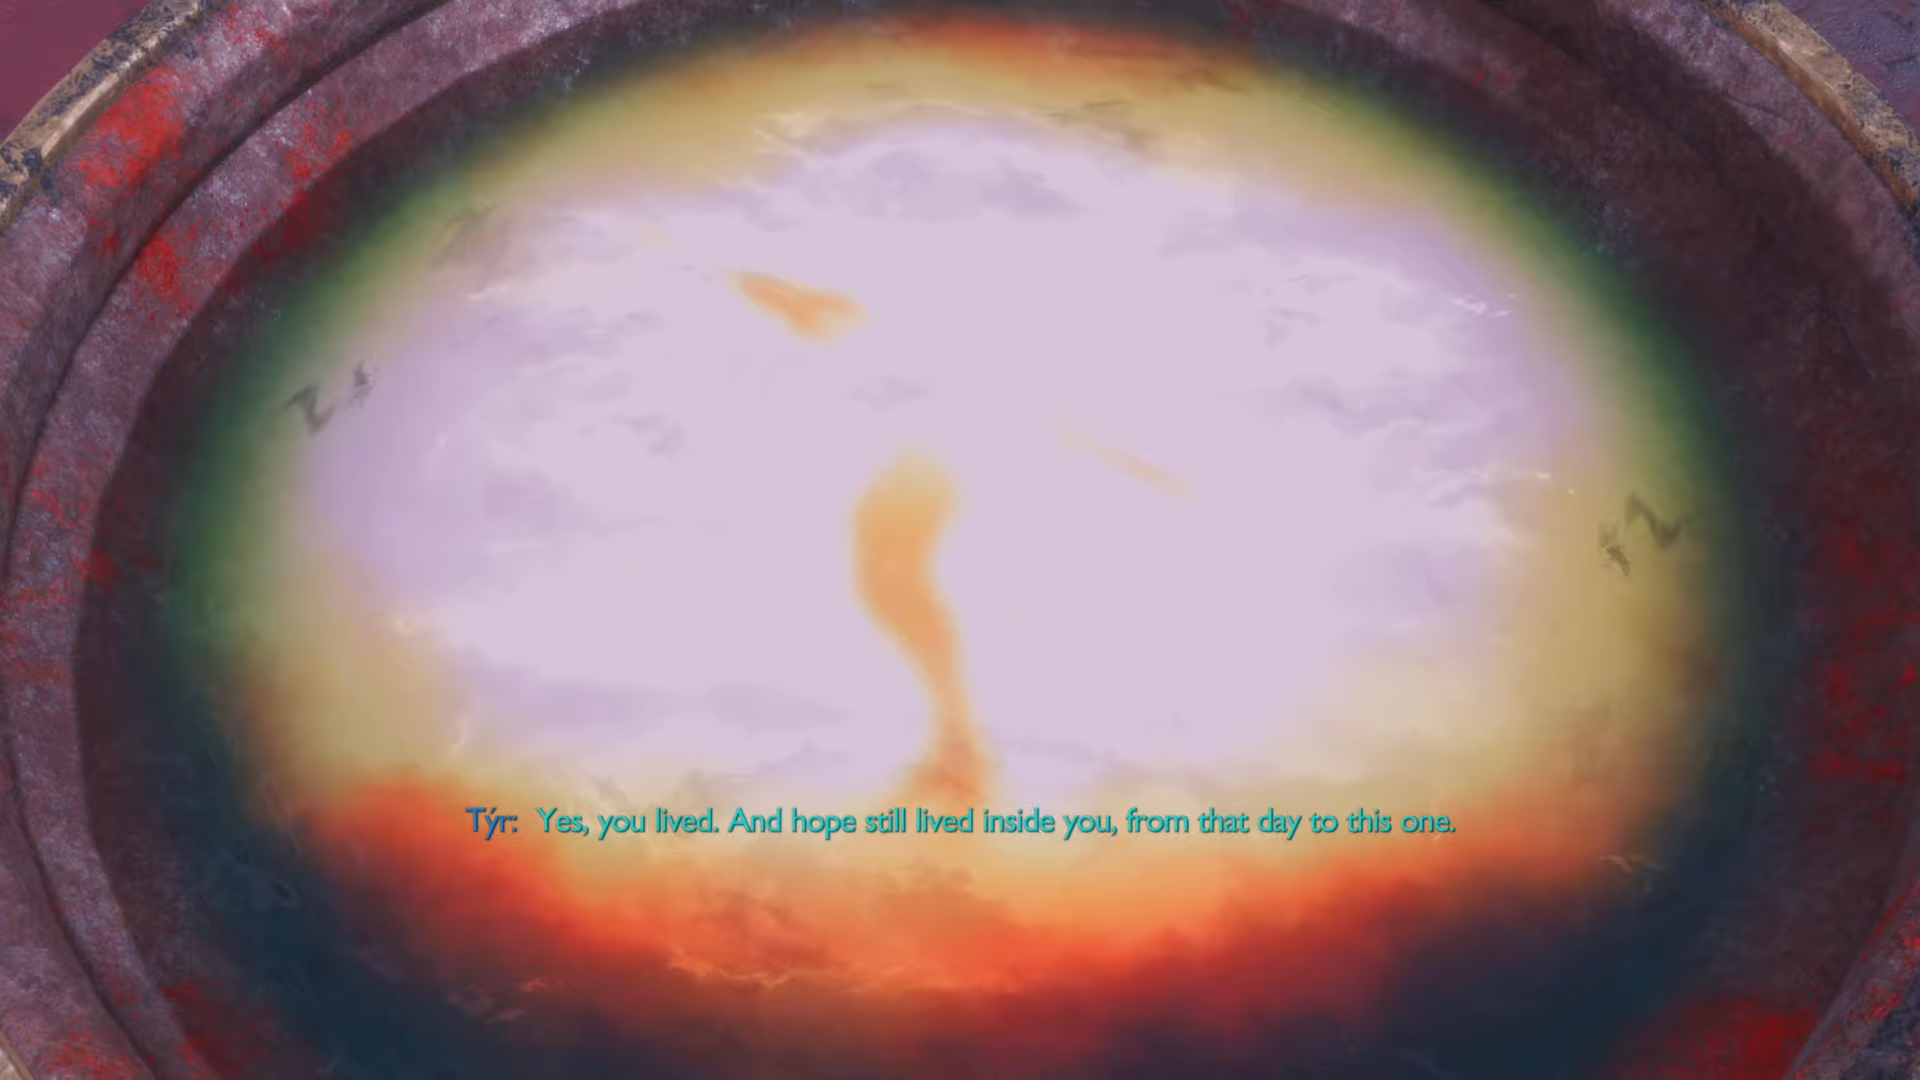 Týr: Yes, you lived. And hope still lived inside you, from that day to this one.